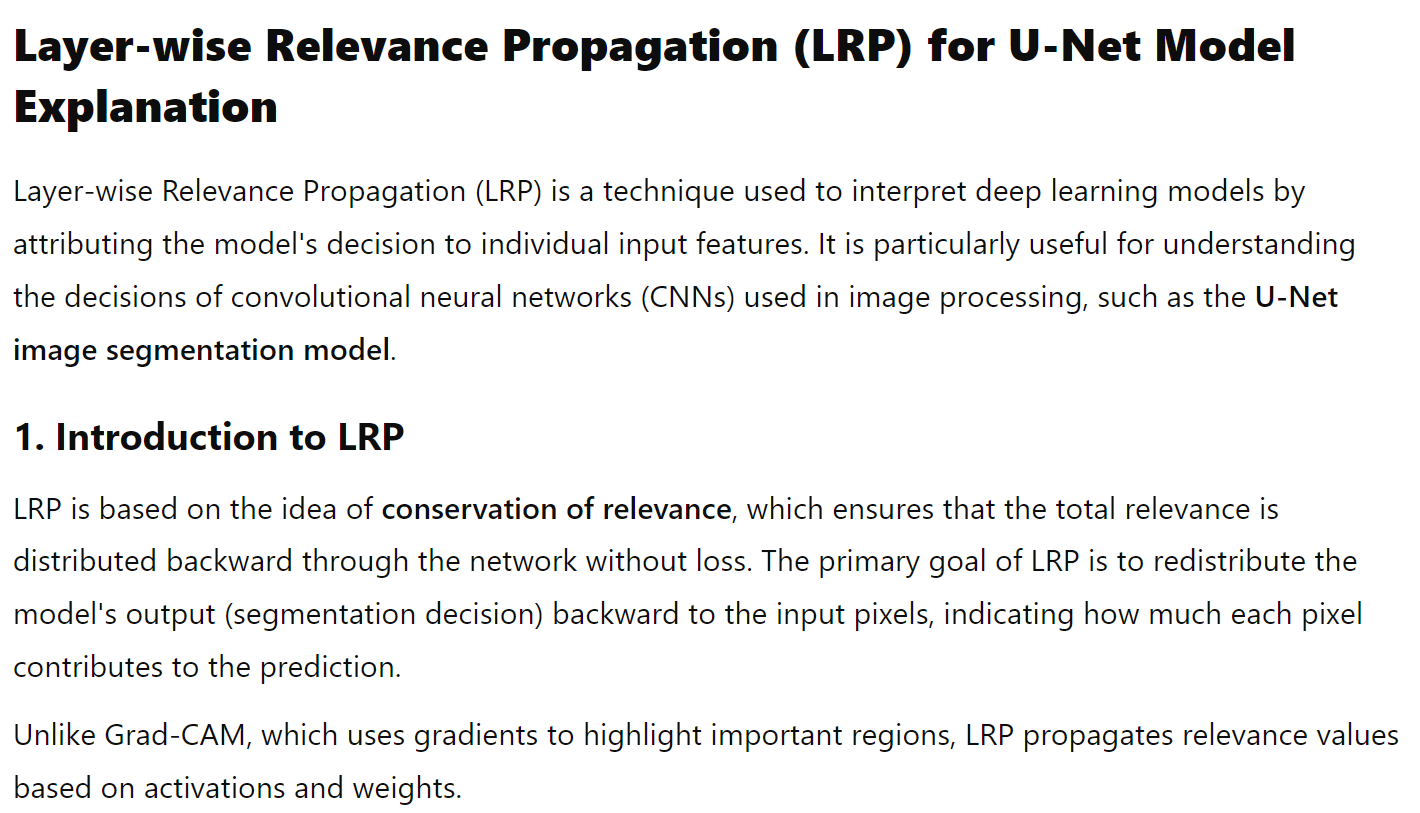 Layer-wise Relevance Propagation (LRP) for U-Net Model
Explanation
Layer-wise Relevance Propagation (LRP) is a technique used to interpret deep learning models by
attributing the model's decision to individual input features. It is particularly useful for understanding
the decisions of convolutional neural networks (CNNs) used in image processing, such as the U-Net
image segmentation model.
1. Introduction to LRP
LRP is based on the idea of conservation of relevance, which ensures that the total relevance is
distributed backward through the network without loss. The primary goal of LRP is to redistribute the
model's output (segmentation decision) backward to the input pixels, indicating how much each pixel
contributes to the prediction.
Unlike Grad-CAM, which uses gradients to highlight important regions, LRP propagates relevance values
based on activations and weights.